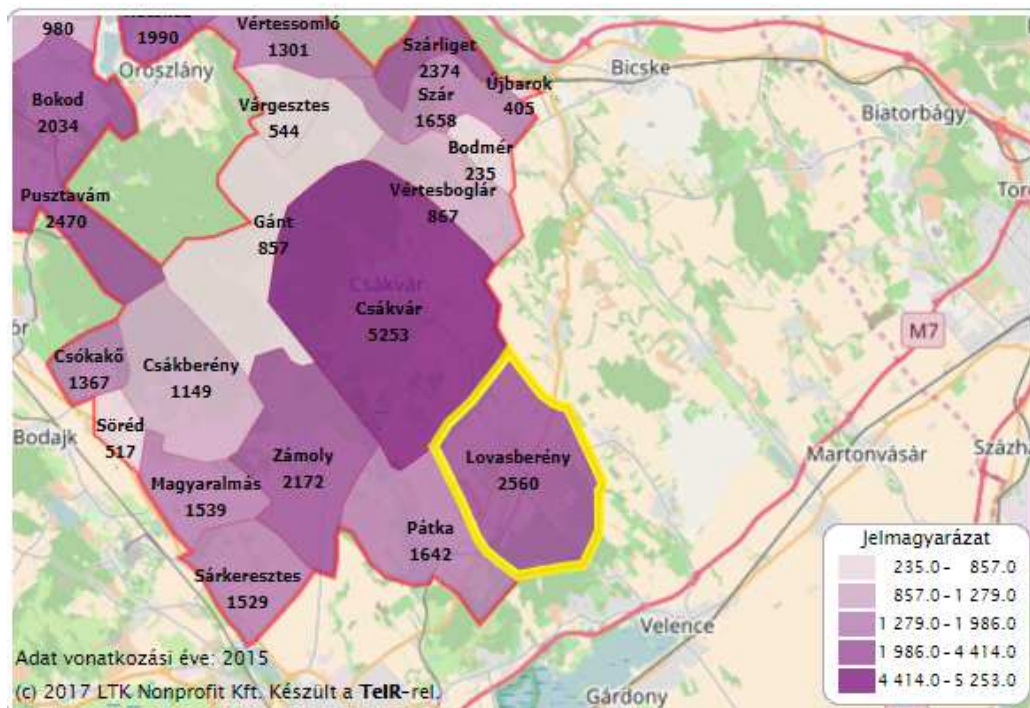 980
1990
Vértessomló
1301
Szárliget
2374
Oroszlány
Bicske
Újbarok
405
Szár
1658
Bokod
2034
Várgesztes
544
Biatorbágy
Bodmér
235
Pusztavám
2470
Vértesboglár
867
Gánt
857
Csákvár
Csákvár
5253
M7
Csókakő
1367
Csákberény
1149
Söréd
517
Bodajk
Zámoly
2172
Lovasberény
2560
Martonvásár
Magyaralmás
1539
Pátka
1642
Sárkeresztes
1529
Velence
Gárdony
Jelmagyarázat
235.0 - 857.0
857.0 - 1 279.0
1 279.0 - 1 986.0
1 986.0 - 4 414.0
4 414.0 - 5 253.0
Adat vonatkozási éve: 2015
(c) 2017 LTK Nonprofit Kft. Készült a TeIR-rel.